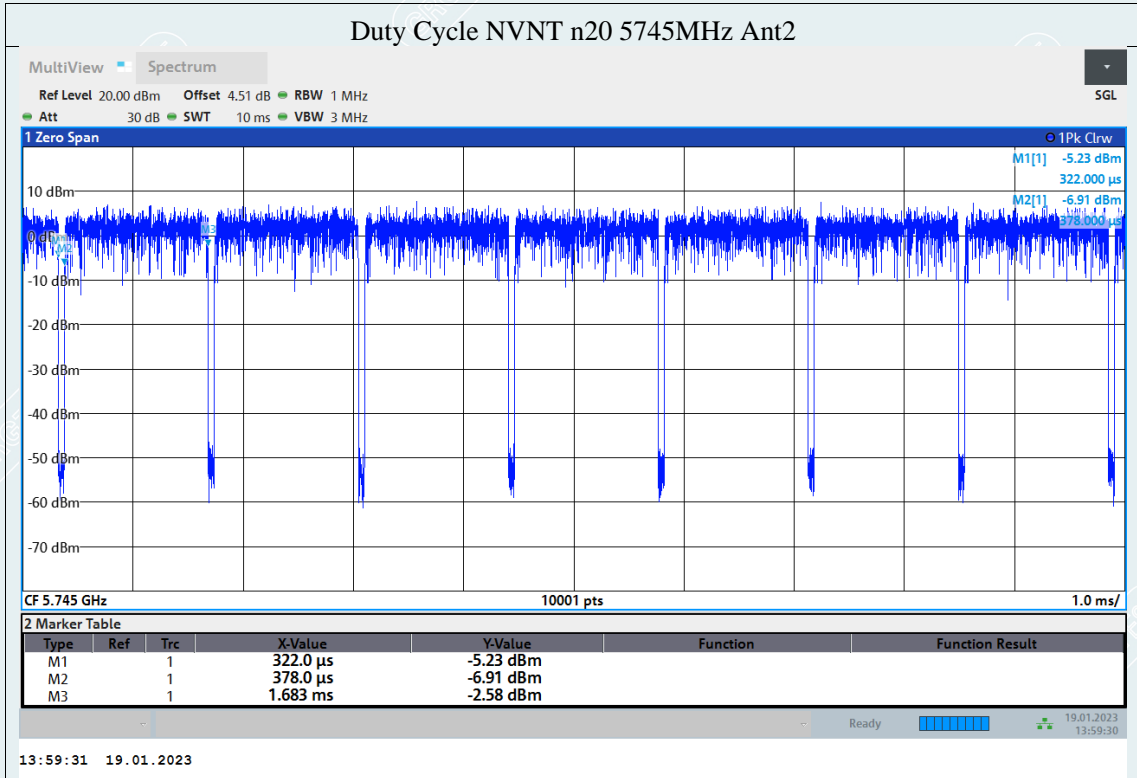 Duty Cycle NVNT n20 5745MHz Ant2
MultiView Spectrum
Ref Level 20.00 dBm Offset 4.51 dB RBW 1 MHz SGL
Att 30 dB SWT 10 ms VBW 3 MHz
1 Zero Span 1Pk Clrw
M1[1] -5.23 dBm
322.000 µs
M2[1] -6.91 dBm
378.000 µs
10 dBm
0 dBm
M2
M3
-10 dBm
-20 dBm
-30 dBm
-40 dBm
-50 dBm
-60 dBm
-70 dBm
CF 5.745 GHz 10001 pts 1.0 ms/
2 Marker Table
Type Ref Trc X-Value Y-Value Function Function Result
M1 1 322.0 µs -5.23 dBm
M2 1 378.0 µs -6.91 dBm
M3 1 1.683 ms -2.58 dBm
Ready 19.01.2023
13:59:30
13:59:31 19.01.2023